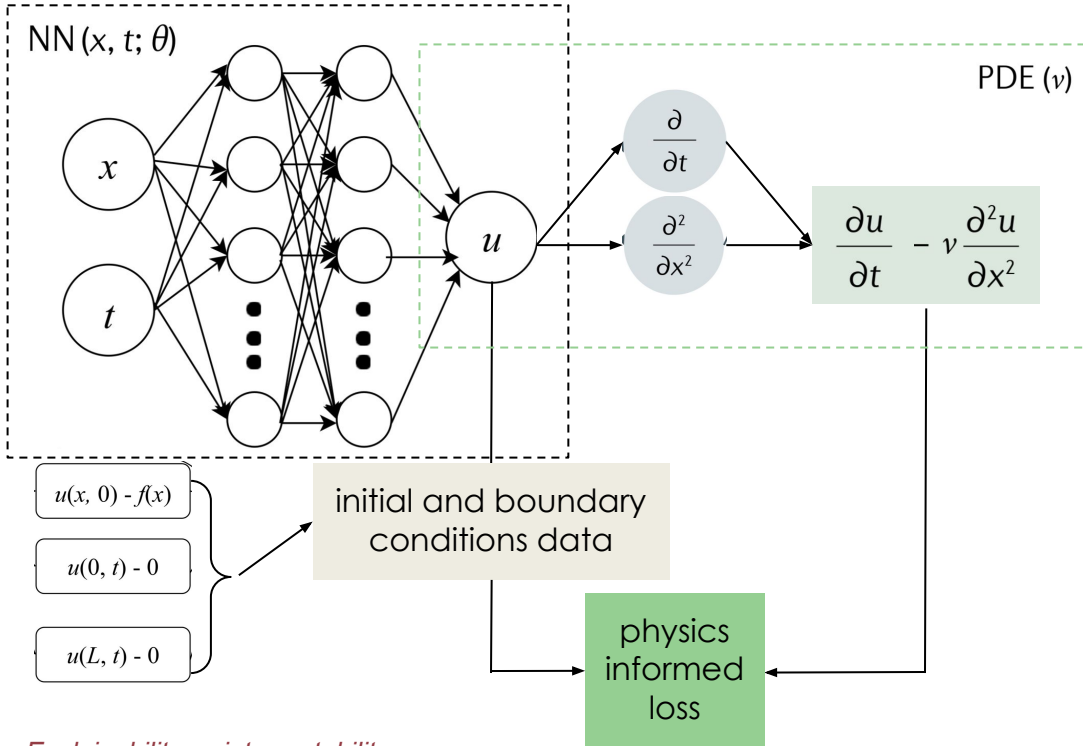 NN (x, t; θ)
PDE (ν)
x
t
u
∂
∂t
∂²
∂x²
∂u/∂t - ν ∂²u/∂x²
u(x, 0) - f(x)
u(0, t) - 0
u(L, t) - 0
initial and boundary
conditions data
physics
informed
loss